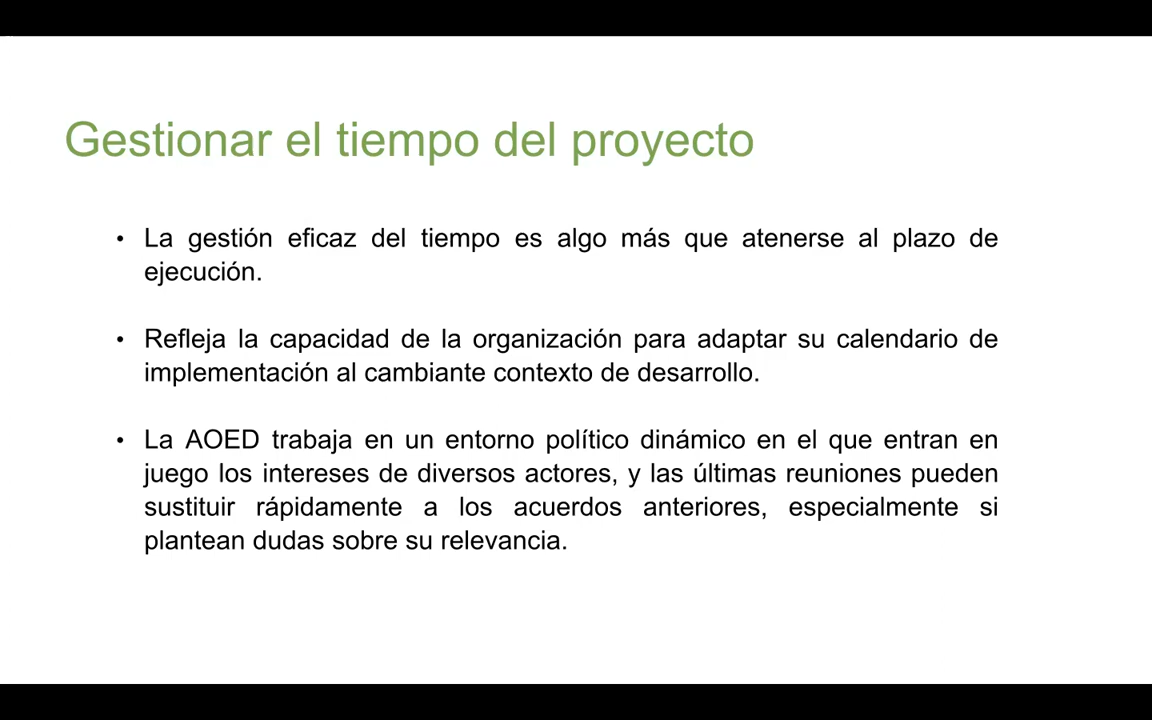 Gestionar el tiempo del proyecto
• La gestión eficaz del tiempo es algo más que atenerse al plazo de
ejecución.
• Refleja la capacidad de la organización para adaptar su calendario de
implementación al cambiante contexto de desarrollo.
• La AOED trabaja en un entorno político dinámico en el que entran en
juego los intereses de diversos actores, y las últimas reuniones pueden
sustituir rápidamente a los acuerdos anteriores, especialmente si
plantean dudas sobre su relevancia.